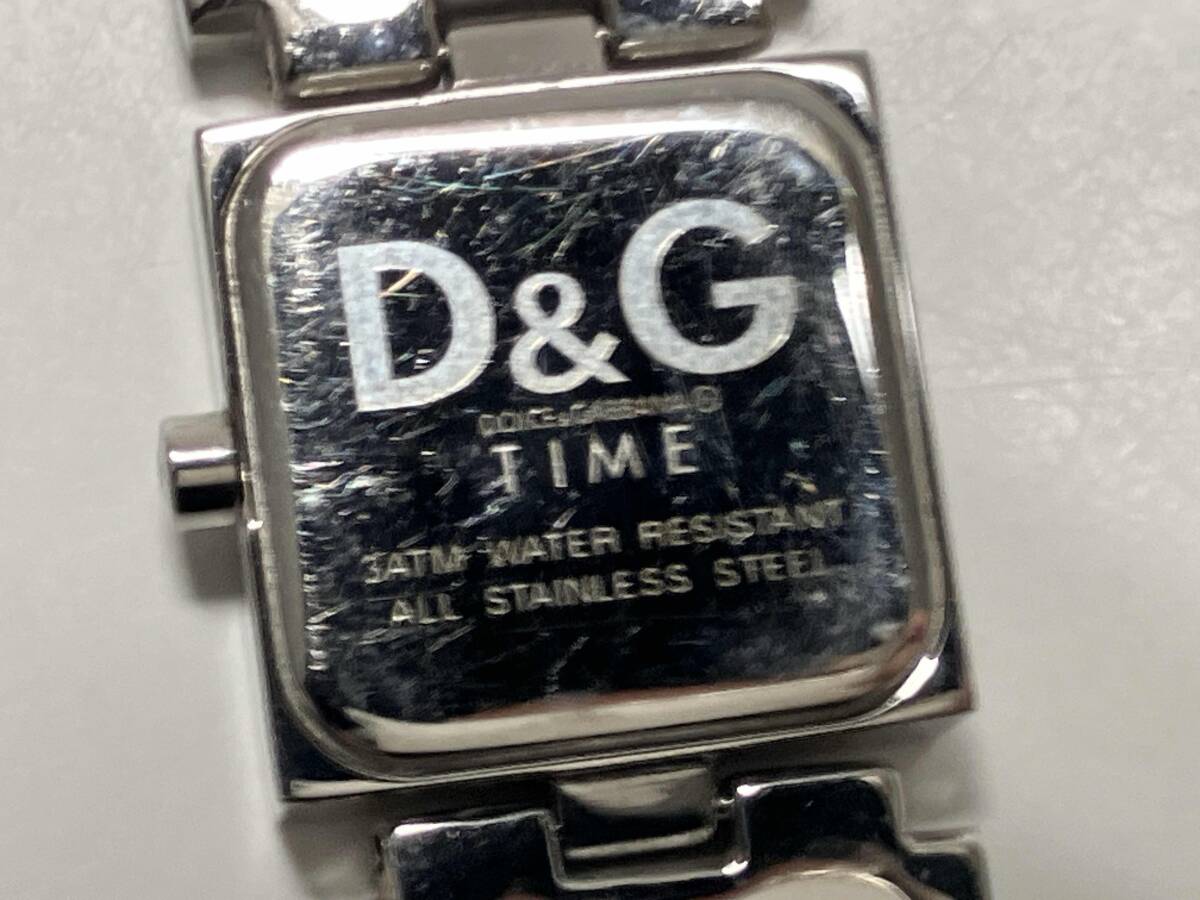 D&G
TIME
3ATM WATER RESISTANT
ALL STAINLESS STEEL